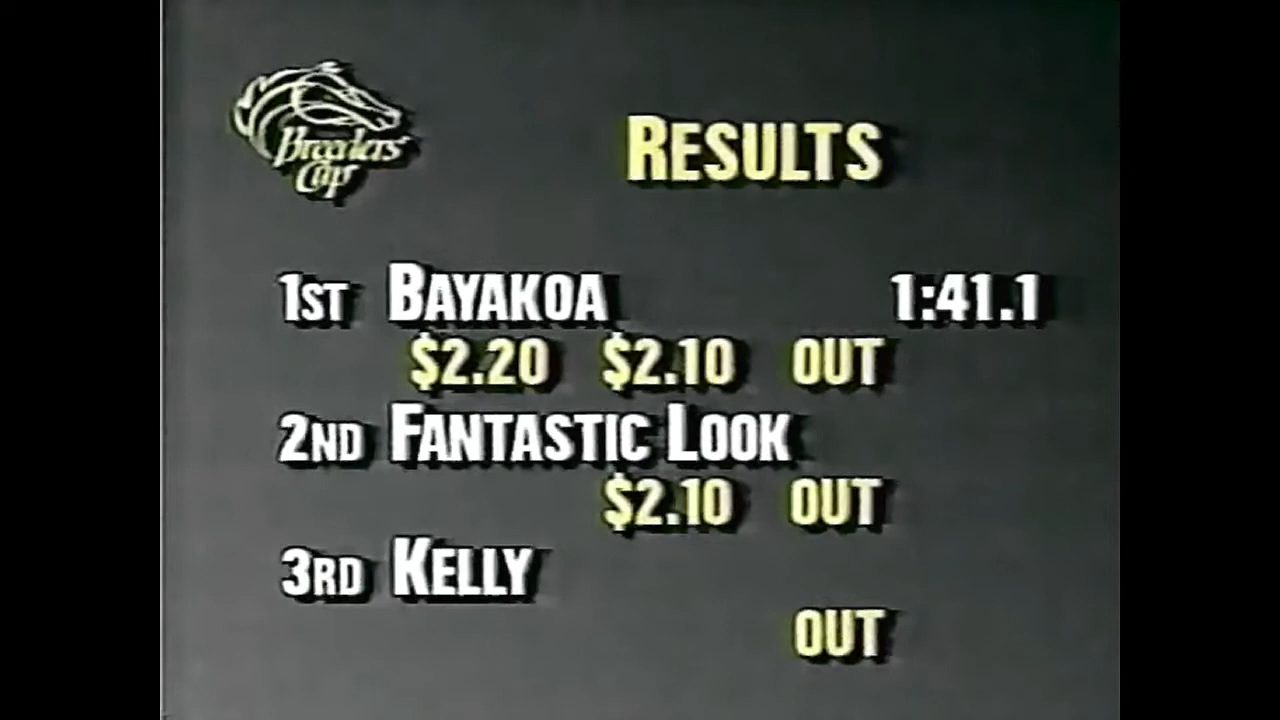 Breeders'
Cup
RESULTS
1ST BAYAKOA 1:41.1
$2.20 $2.10 OUT
2ND FANTASTIC LOOK
$2.10 OUT
3RD KELLY
OUT